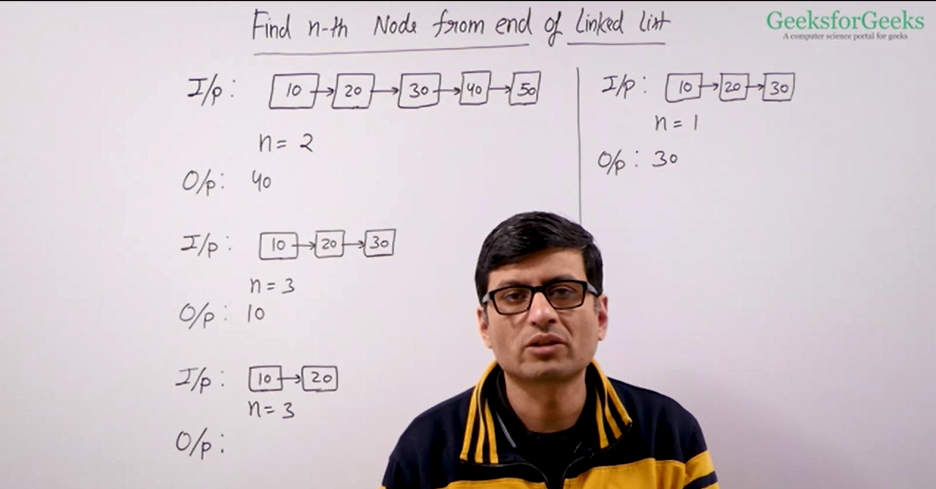 Find n-th Node from end of Linked list
GeeksforGeeks
A computer science portal for geeks
I/p: 10 20 30 40 50
n = 2
O/p: 40
I/p: 10 20 30
n = 1
O/p: 30
I/p: 10 20 30
n = 3
O/p: 10
I/p: 10 20
n = 3
O/p: